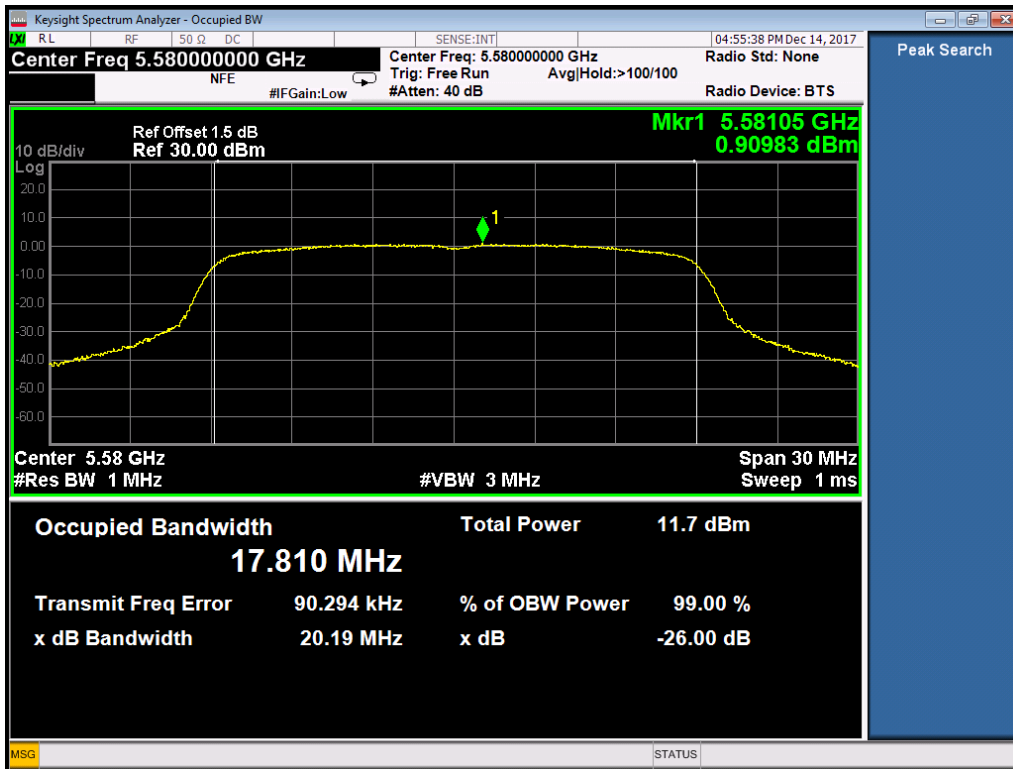 Keysight Spectrum Analyzer - Occupied BW
LXI RL RF 50 Ω DC SENSE:INT 04:55:38 PM Dec 14, 2017
Center Freq 5.580000000 GHz Center Freq: 5.580000000 GHz Radio Std: None
NFE Trig: Free Run Avg|Hold:>100/100
#IFGain:Low #Atten: 40 dB Radio Device: BTS
Peak Search
Ref Offset 1.5 dB Mkr1 5.58105 GHz
10 dB/div Ref 30.00 dBm 0.90983 dBm
Log
20.0
10.0
1
0.00
-10.0
-20.0
-30.0
-40.0
-50.0
-60.0
Center 5.58 GHz Span 30 MHz
#Res BW 1 MHz #VBW 3 MHz Sweep 1 ms
Occupied Bandwidth Total Power 11.7 dBm
17.810 MHz
Transmit Freq Error 90.294 kHz % of OBW Power 99.00 %
x dB Bandwidth 20.19 MHz x dB -26.00 dB
MSG STATUS